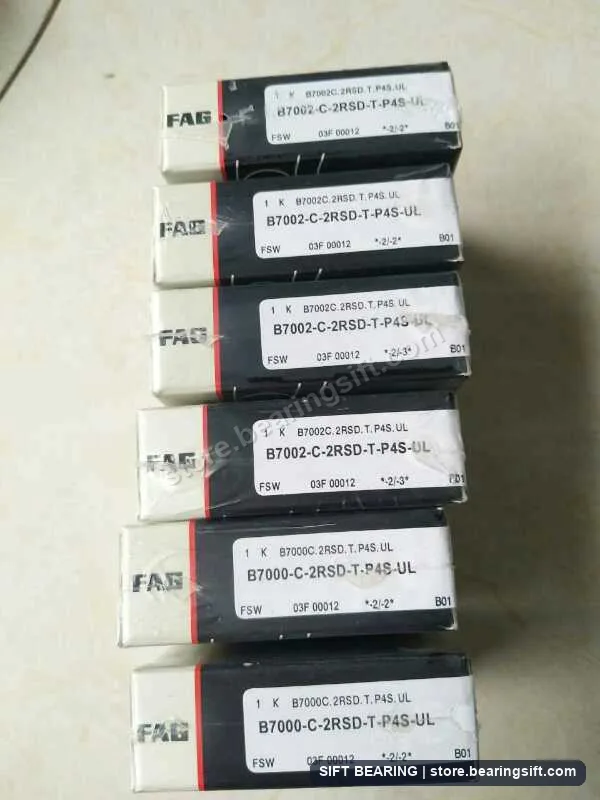 1 K B7002C.2RSD.T.P4S.UL
FAG B7002-C-2RSD-T-P4S-UL
FSW 03F 00012 *-2/-2* B01
1 K B7002C.2RSD.T.P4S.UL
FAG B7002-C-2RSD-T-P4S-UL
FSW 03F 00012 *-2/-2* B01
1 K B7002C.2RSD.T.P4S.UL
FAG B7002-C-2RSD-T-P4S-UL
FSW 03F 00012 *-2/-3* B01
1 K B7002C.2RSD.T.P4S.UL
FAG B7002-C-2RSD-T-P4S-UL
FSW 03F 00012 *-2/-3* B01
1 K B7000C.2RSD.T.P4S.UL
FAG B7000-C-2RSD-T-P4S-UL
FSW 03F 00012 *-2/-2* B01
1 K B7000C.2RSD.T.P4S.UL
FAG B7000-C-2RSD-T-P4S-UL
FSW 03F 00012 *-2/-2* B01
store.bearingsift.com
SIFT BEARING | store.bearingsift.com